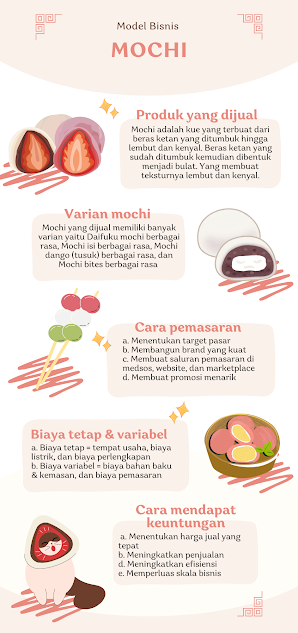 Model Bisnis
MOCHI
Produk yang dijual
Mochi adalah kue yang terbuat dari
beras ketan yang ditumbuk hingga
lembut dan kenyal. Beras ketan yang
sudah ditumbuk kemudian dibentuk
menjadi bulat. Yang membuat
teksturnya lembut dan kenyal.
Varian mochi
Mochi yang dijual memiliki banyak
varian yaitu Daifuku mochi berbagai
rasa, Mochi isi berbagai rasa, Mochi
dango (tusuk) berbagai rasa, dan
Mochi bites berbagai rasa
Cara pemasaran
a. Menentukan target pasar
b. Membangun brand yang kuat
c. Membuat saluran pemasaran di
medsos, website, dan marketplace
d. Membuat promosi menarik
Biaya tetap & variabel
a. Biaya tetap = tempat usaha, biaya
listrik, dan biaya perlengkapan
b. Biaya variabel = biaya bahan baku
& kemasan, dan biaya pemasaran
Cara mendapat
keuntungan
a. Menentukan harga jual yang
tepat
b. Meningkatkan penjualan
d. Meningkatkan efisiensi
e. Memperluas skala bisnis